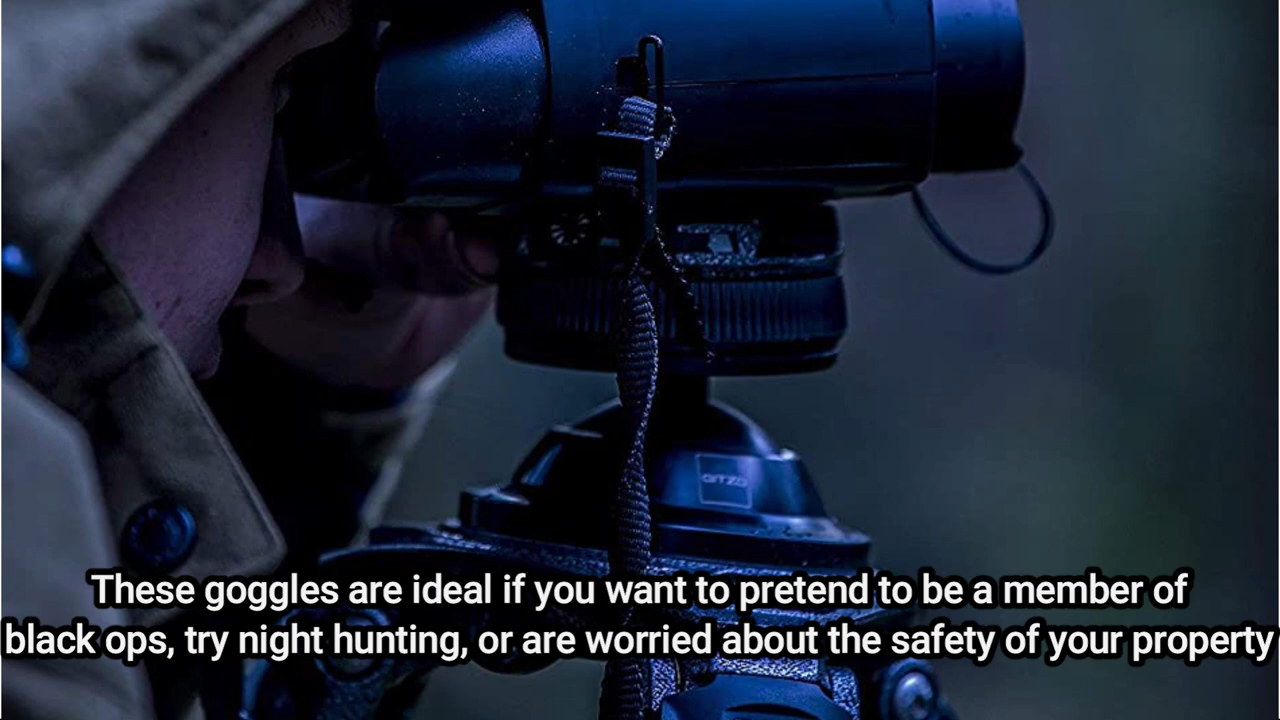 GITZO
These goggles are ideal if you want to pretend to be a member of
black ops, try night hunting, or are worried about the safety of your property